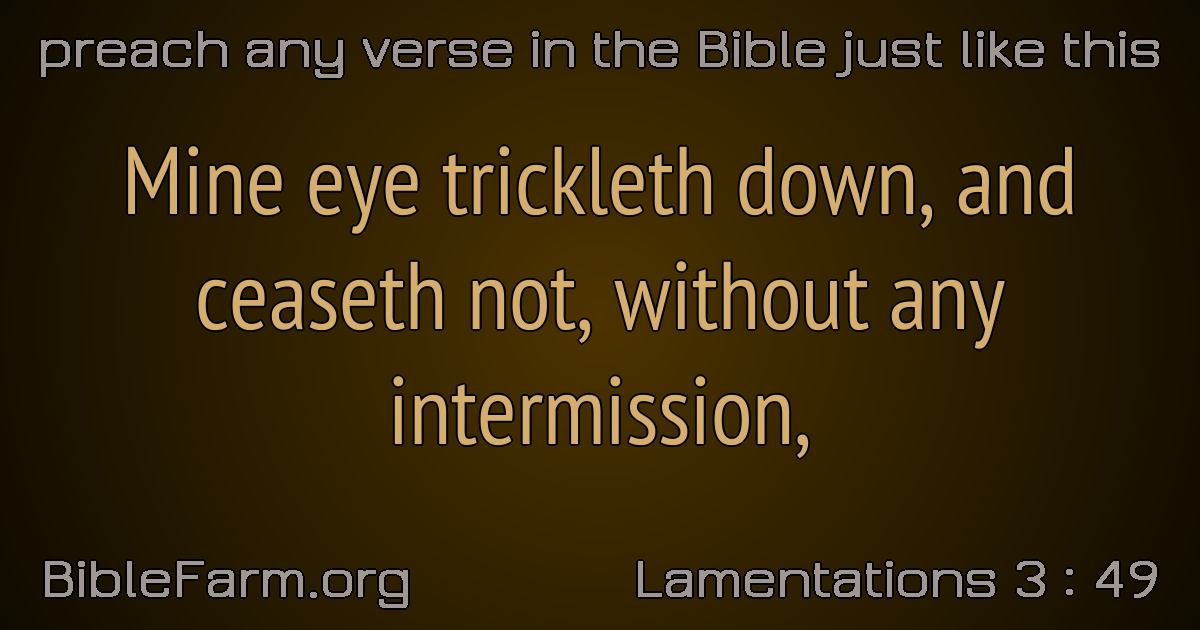 preach any verse in the Bible just like this
Mine eye trickleth down, and
ceaseth not, without any
intermission,
BibleFarm.org
Lamentations 3 : 49